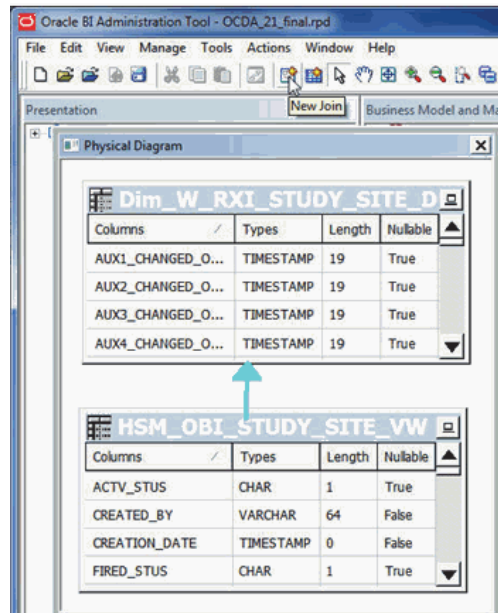 Oracle BI Administration Tool - OCDA_21_final.rpd
File Edit View Manage Tools Actions Window Help
New Join
Presentation
Business Model and Ma
Physical Diagram
Dim_W_RXI_STUDY_SITE_D
Columns Types Length Nullable
AUX1_CHANGED_O... TIMESTAMP 19 True
AUX2_CHANGED_O... TIMESTAMP 19 True
AUX3_CHANGED_O... TIMESTAMP 19 True
AUX4_CHANGED_O... TIMESTAMP 19 True
HSM_OBI_STUDY_SITE_VW
Columns Types Length Nullable
ACTV_STUS CHAR 1 True
CREATED_BY VARCHAR 64 False
CREATION_DATE TIMESTAMP 0 False
FIRED_STUS CHAR 1 True